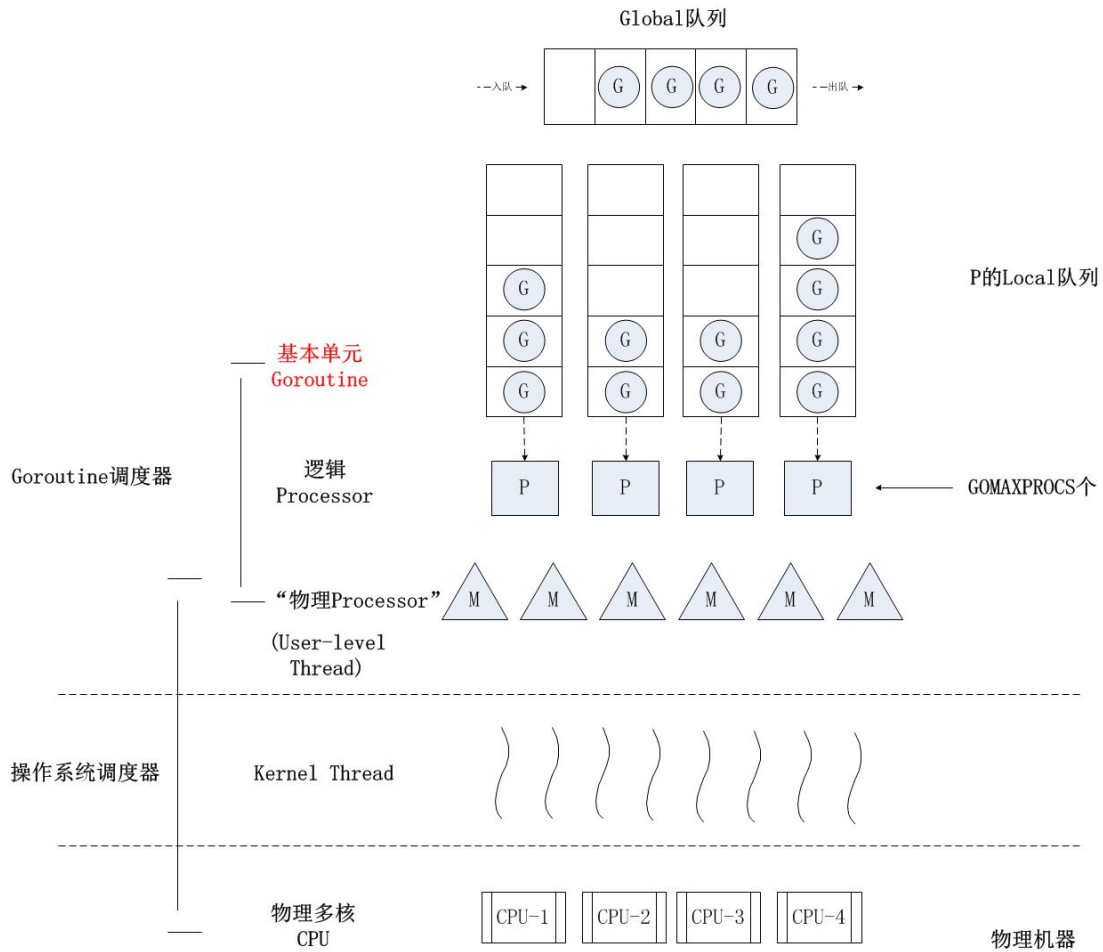 Global队列
入队
G G G G
出队
G
G
G G G G
G G G G
P的Local队列
基本单元
Goroutine
Goroutine调度器
逻辑
Processor
P P P P
GOMAXPROCS个
“物理Processor”
(User-level
Thread)
M M M M M M
操作系统调度器
Kernel Thread
物理多核
CPU
CPU-1 CPU-2 CPU-3 CPU-4
物理机器